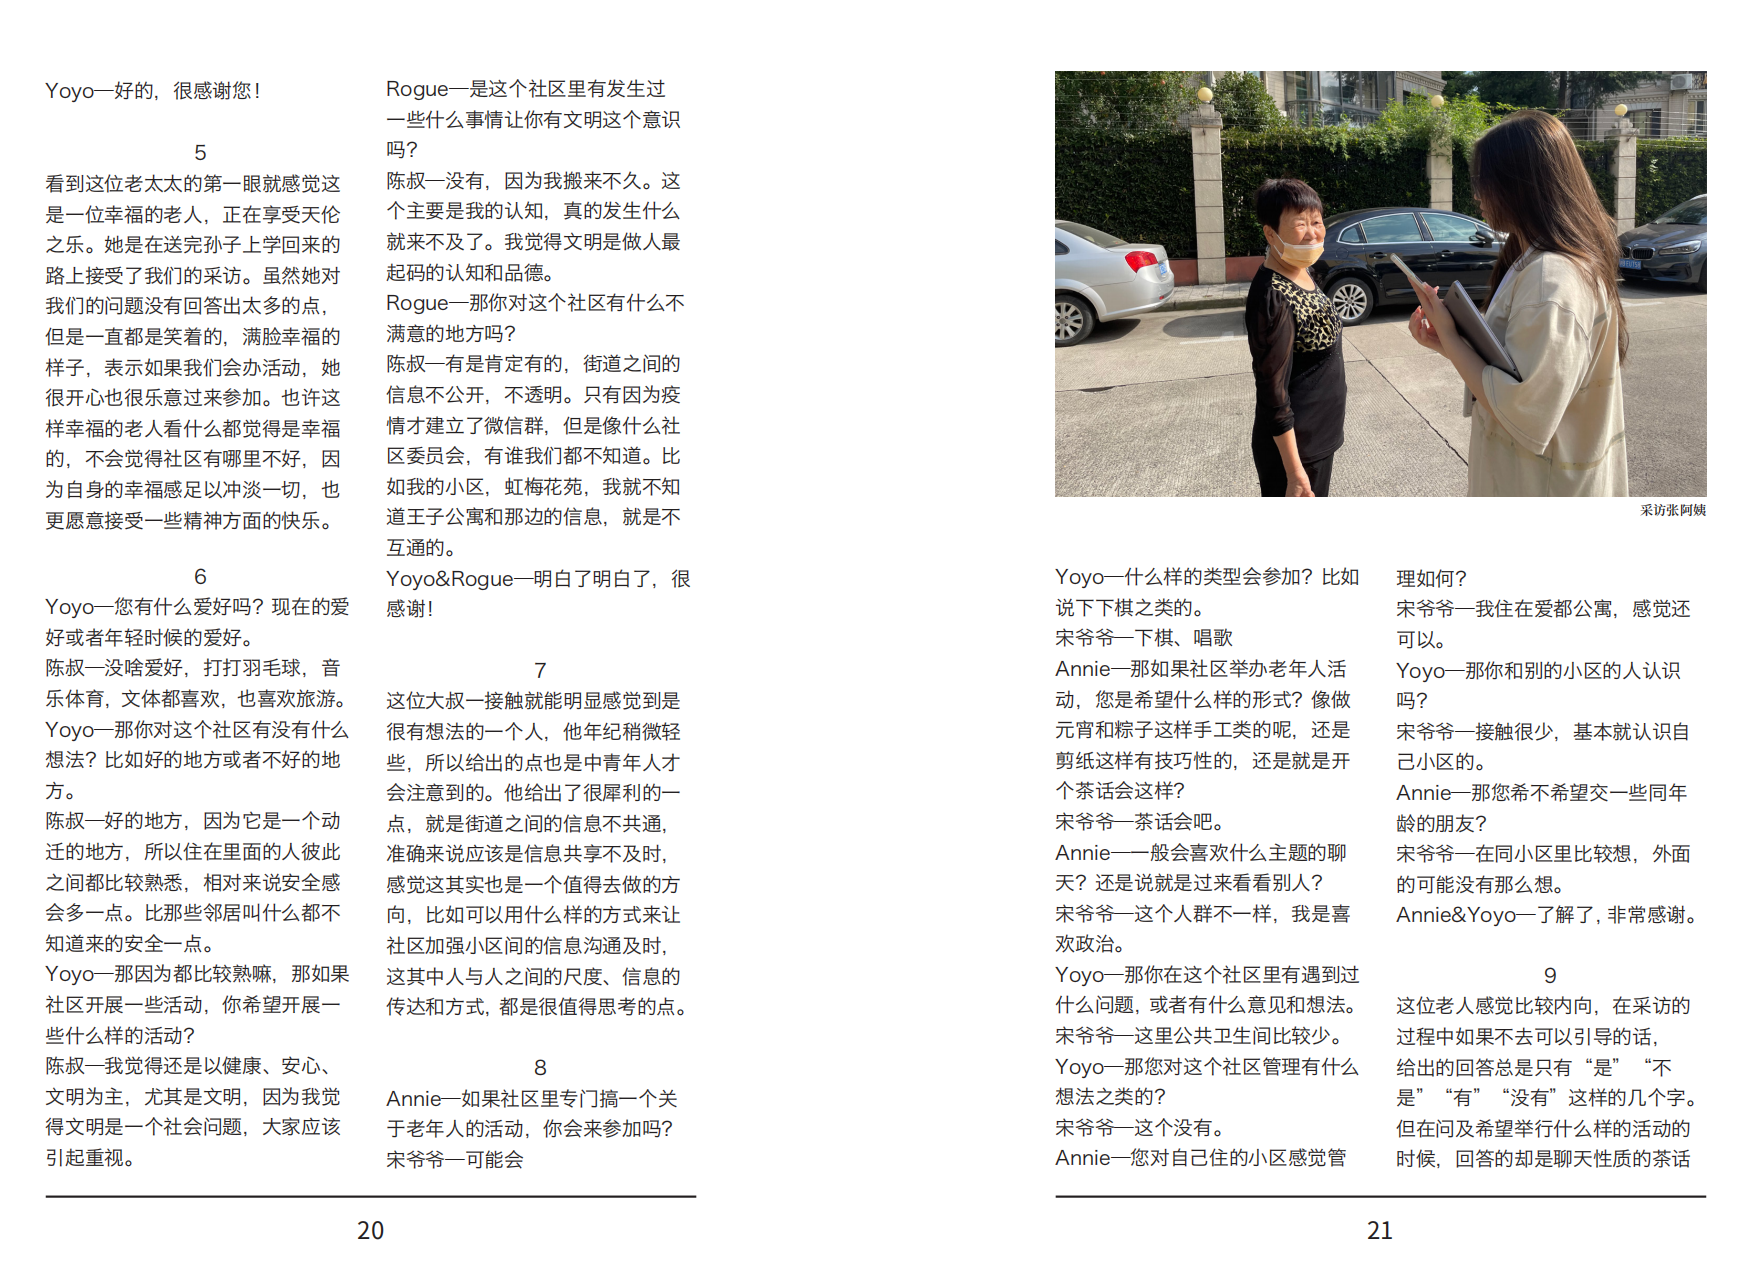 Yoyo—好的，很感谢您！
5
看到这位老太太的第一眼就感觉这
是一位幸福的老人，正在享受天伦
之乐。她是在送完孙子上学回来的
路上接受了我们的采访。虽然她对
我们的问题没有回答出太多的点，
但是一直都是笑着的，满脸幸福的
样子，表示如果我们会办活动，她
很开心也很乐意过来参加。也许这
样幸福的老人看什么都觉得是幸福
的，不会觉得社区有哪里不好，因
为自身的幸福感足以冲淡一切，也
更愿意接受一些精神方面的快乐。
6
Yoyo—您有什么爱好吗？现在的爱
好或者年轻时候的爱好。
陈叔—没啥爱好，打打羽毛球，音
乐体育，文体都喜欢，也喜欢旅游。
Yoyo—那你对这个社区有没有什么
想法？比如好的地方或者不好的地
方。
陈叔—好的地方，因为它是一个动
迁的地方，所以住在里面的人彼此
之间都比较熟悉，相对来说安全感
会多一点。比那些邻居叫什么都不
知道来的安全一点。
Yoyo—那因为都比较熟嘛，那如果
社区开展一些活动，你希望开展一
些什么样的活动？
陈叔—我觉得还是以健康、安心、
文明为主，尤其是文明，因为我觉
得文明是一个社会问题，大家应该
引起重视。
Rogue—是这个社区里有发生过
一些什么事情让你有文明这个意识
吗？
陈叔—没有，因为我搬来不久。这
个主要是我的认知，真的发生什么
就来不及了。我觉得文明是做人最
起码的认知和品德。
Rogue—那你对这个社区有什么不
满意的地方吗？
陈叔—有是肯定有的，街道之间的
信息不公开，不透明。只有因为疫
情才建立了微信群，但是像什么社
区委员会，有谁我们都不知道。比
如我的小区，虹梅花苑，我就不知
道王子公寓和那边的信息，就是不
互通的。
Yoyo&Rogue—明白了明白了，很
感谢！
7
这位大叔一接触就能明显感觉到是
很有想法的一个人，他年纪稍微轻
些，所以给出的点也是中青年人才
会注意到的。他给出了很犀利的一
点，就是街道之间的信息不共通，
准确来说应该是信息共享不及时，
感觉这其实也是一个值得去做的方
向，比如可以用什么样的方式来让
社区加强小区间的信息沟通及时，
这其中人与人之间的尺度、信息的
传达和方式，都是很值得思考的点。
8
Annie—如果社区里专门搞一个关
于老年人的活动，你会来参加吗？
宋爷爷—可能会
20
采访张阿姨
Yoyo—什么样的类型会参加？比如
说下下棋之类的。
宋爷爷—下棋、唱歌
Annie—那如果社区举办老年人活
动，您是希望什么样的形式？像做
元宵和粽子这样手工类的呢，还是
剪纸这样有技巧性的，还是就是开
个茶话会这样？
宋爷爷—茶话会吧。
Annie—一般会喜欢什么主题的聊
天？还是说就是过来看看别人？
宋爷爷—这个人群不一样，我是喜
欢政治。
Yoyo—那你在这个社区里有遇到过
什么问题，或者有什么意见和想法。
宋爷爷—这里公共卫生间比较少。
Yoyo—那您对这个社区管理有什么
想法之类的？
宋爷爷—这个没有。
Annie—您对自己住的小区感觉管
理如何？
宋爷爷—我住在爱都公寓，感觉还
可以。
Yoyo—那你和别的小区的人认识
吗？
宋爷爷—接触很少，基本就认识自
己小区的。
Annie—那您希不希望交一些同年
龄的朋友？
宋爷爷—在同小区里比较想，外面
的可能没有那么想。
Annie&Yoyo—了解了，非常感谢。
9
这位老人感觉比较内向，在采访的
过程中如果不去可以引导的话，
给出的回答总是只有“是”“不
是”“有”“没有”这样的几个字。
但在问及希望举行什么样的活动的
时候，回答的却是聊天性质的茶话
21